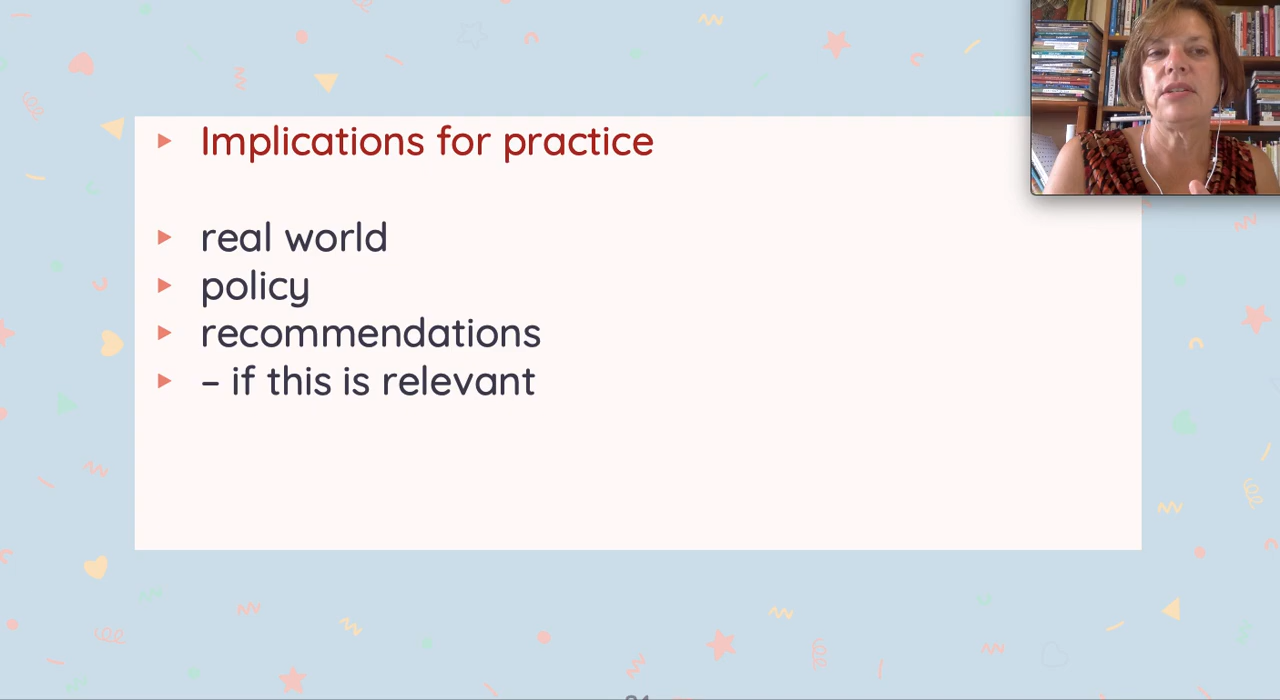 Implications for practice
real world
policy
recommendations
– if this is relevant